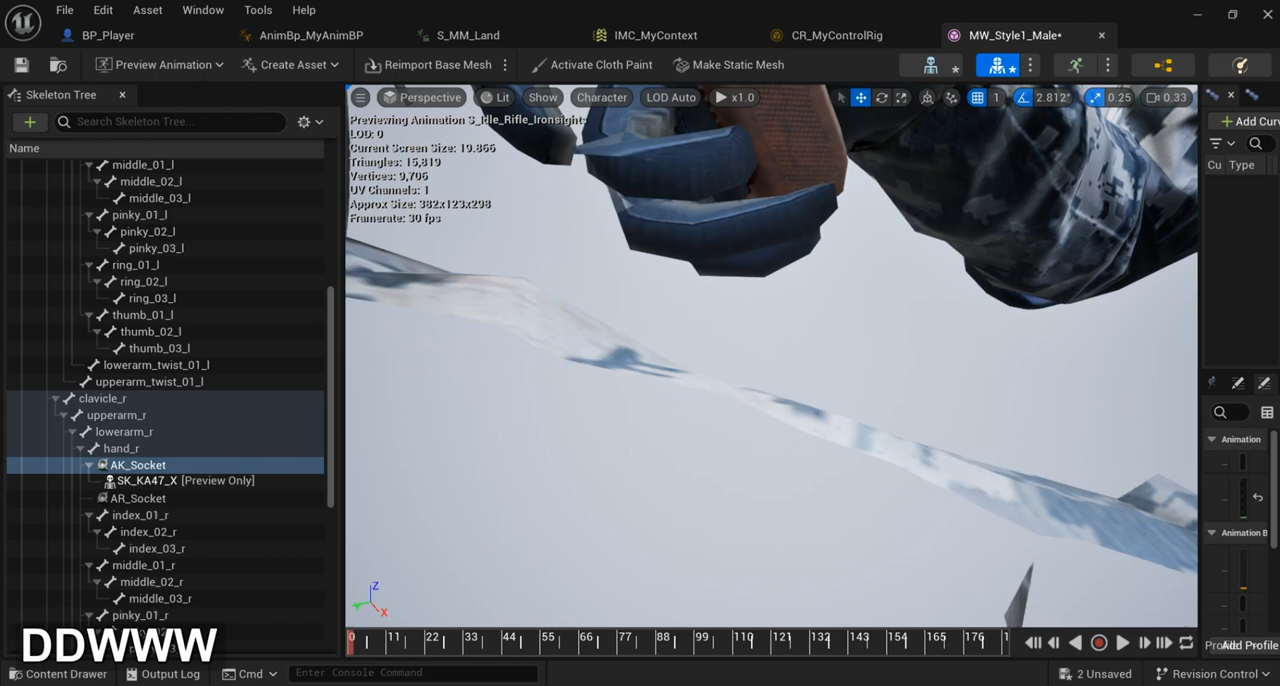 File Edit Asset Window Tools Help
BP_Player AnimBp_MyAnimBP S_MM_Land IMC_MyContext CR_MyControlRig MW_Style1_Male*
Preview Animation Create Asset Reimport Base Mesh Activate Cloth Paint Make Static Mesh
Skeleton Tree
Perspective Lit Show Character LOD Auto x1.0 1 2.812° 0.25 0.33
Search Skeleton Tree...
Add Curv
Name
Cu Type
Previewing Animation S_Idle_Rifle_Ironsights
LOD: 0
Current Screen Size: 19.866
Triangles: 15,819
Vertices: 9,706
UV Channels: 1
Approx Size: 382x123x298
Framerate: 30 fps
middle_01_l
middle_02_l
middle_03_l
pinky_01_l
pinky_02_l
pinky_03_l
ring_01_l
ring_02_l
ring_03_l
thumb_01_l
thumb_02_l
thumb_03_l
lowerarm_twist_01_l
upperarm_twist_01_l
clavicle_r
upperarm_r
lowerarm_r
hand_r
AK_Socket
SK_KA47_X [Preview Only]
AR_Socket
index_01_r
index_02_r
index_03_r
middle_01_r
middle_02_r
middle_03_r
pinky_01_r
Animation
Animation B
Z
X
DDWWW
0 11 22 33 44 55 66 77 88 99 110 121 132 143 154 165 176 1
Add Profile
Content Drawer Output Log Cmd Enter Console Command 2 Unsaved Revision Control